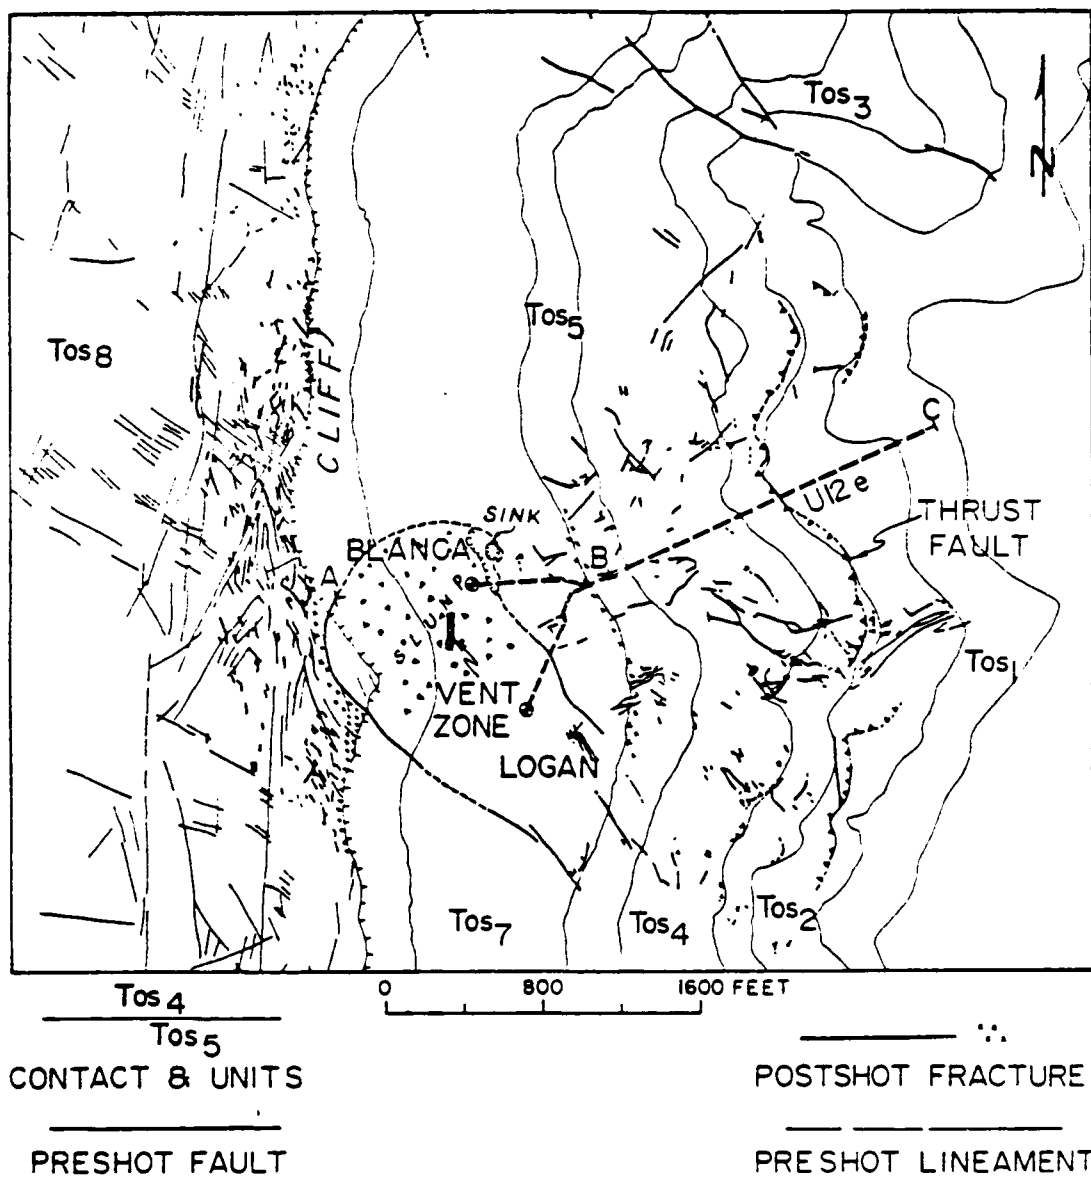 Tos3
N
Tos8
CLIFF
Tos5
C
U12e
THRUST
FAULT
SINK
BLANCA
B
A
SLUMP
VENT
ZONE
LOGAN
Tos1
Tos7
Tos4
Tos2
Tos4
Tos5
CONTACT & UNITS
PRESHOT FAULT
0 800 1600 FEET
POSTSHOT FRACTURE
PRESHOT LINEAMENT